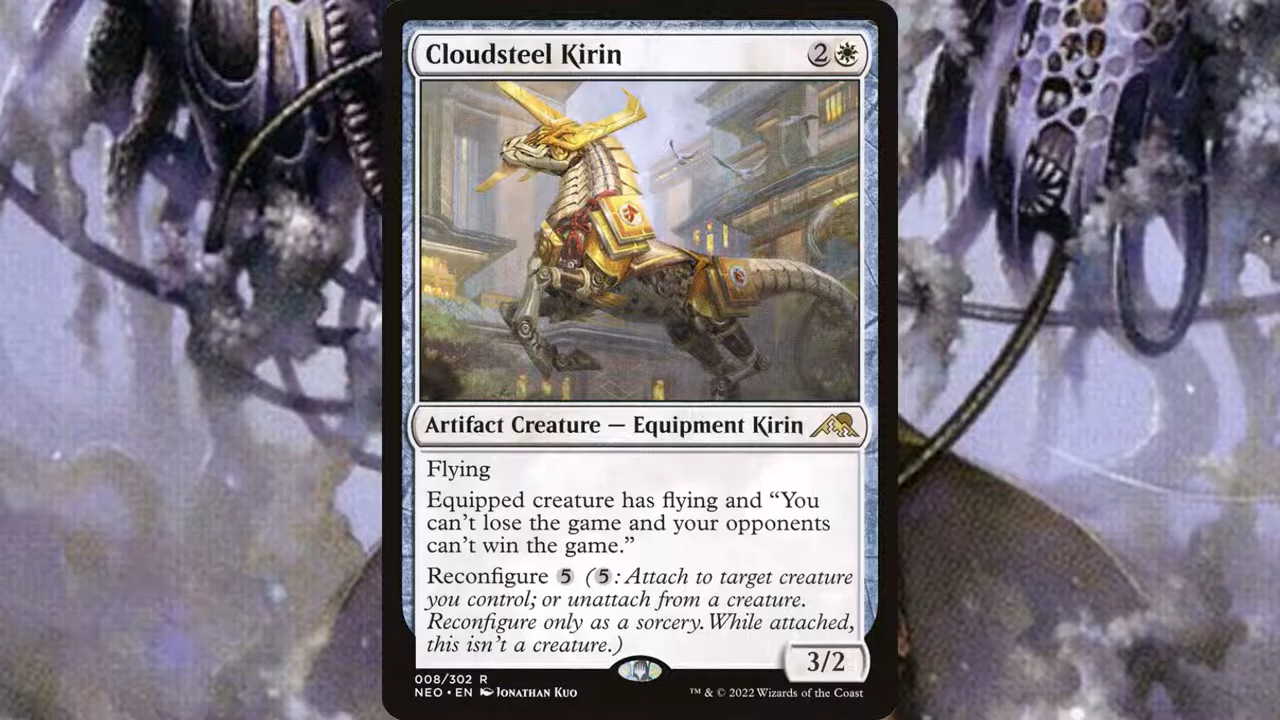 Cloudsteel Kirin 2
Artifact Creature — Equipment Kirin
Flying
Equipped creature has flying and “You
can’t lose the game and your opponents
can’t win the game.”
Reconfigure 5 (5: Attach to target creature
you control; or unattach from a creature.
Reconfigure only as a sorcery. While attached,
this isn’t a creature.)
3/2
008/302 R
NEO • EN Jonathan Kuo
™ & © 2022 Wizards of the Coast